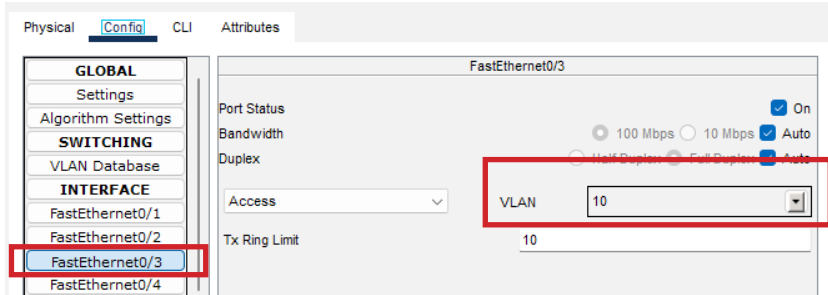 Physical Config CLI Attributes
GLOBAL
Settings
Algorithm Settings
SWITCHING
VLAN Database
INTERFACE
FastEthernet0/1
FastEthernet0/2
FastEthernet0/3
FastEthernet0/4
FastEthernet0/3
Port Status On
Bandwidth 100 Mbps 10 Mbps Auto
Duplex Half Duplex Full Duplex Auto
Access VLAN 10
Tx Ring Limit 10